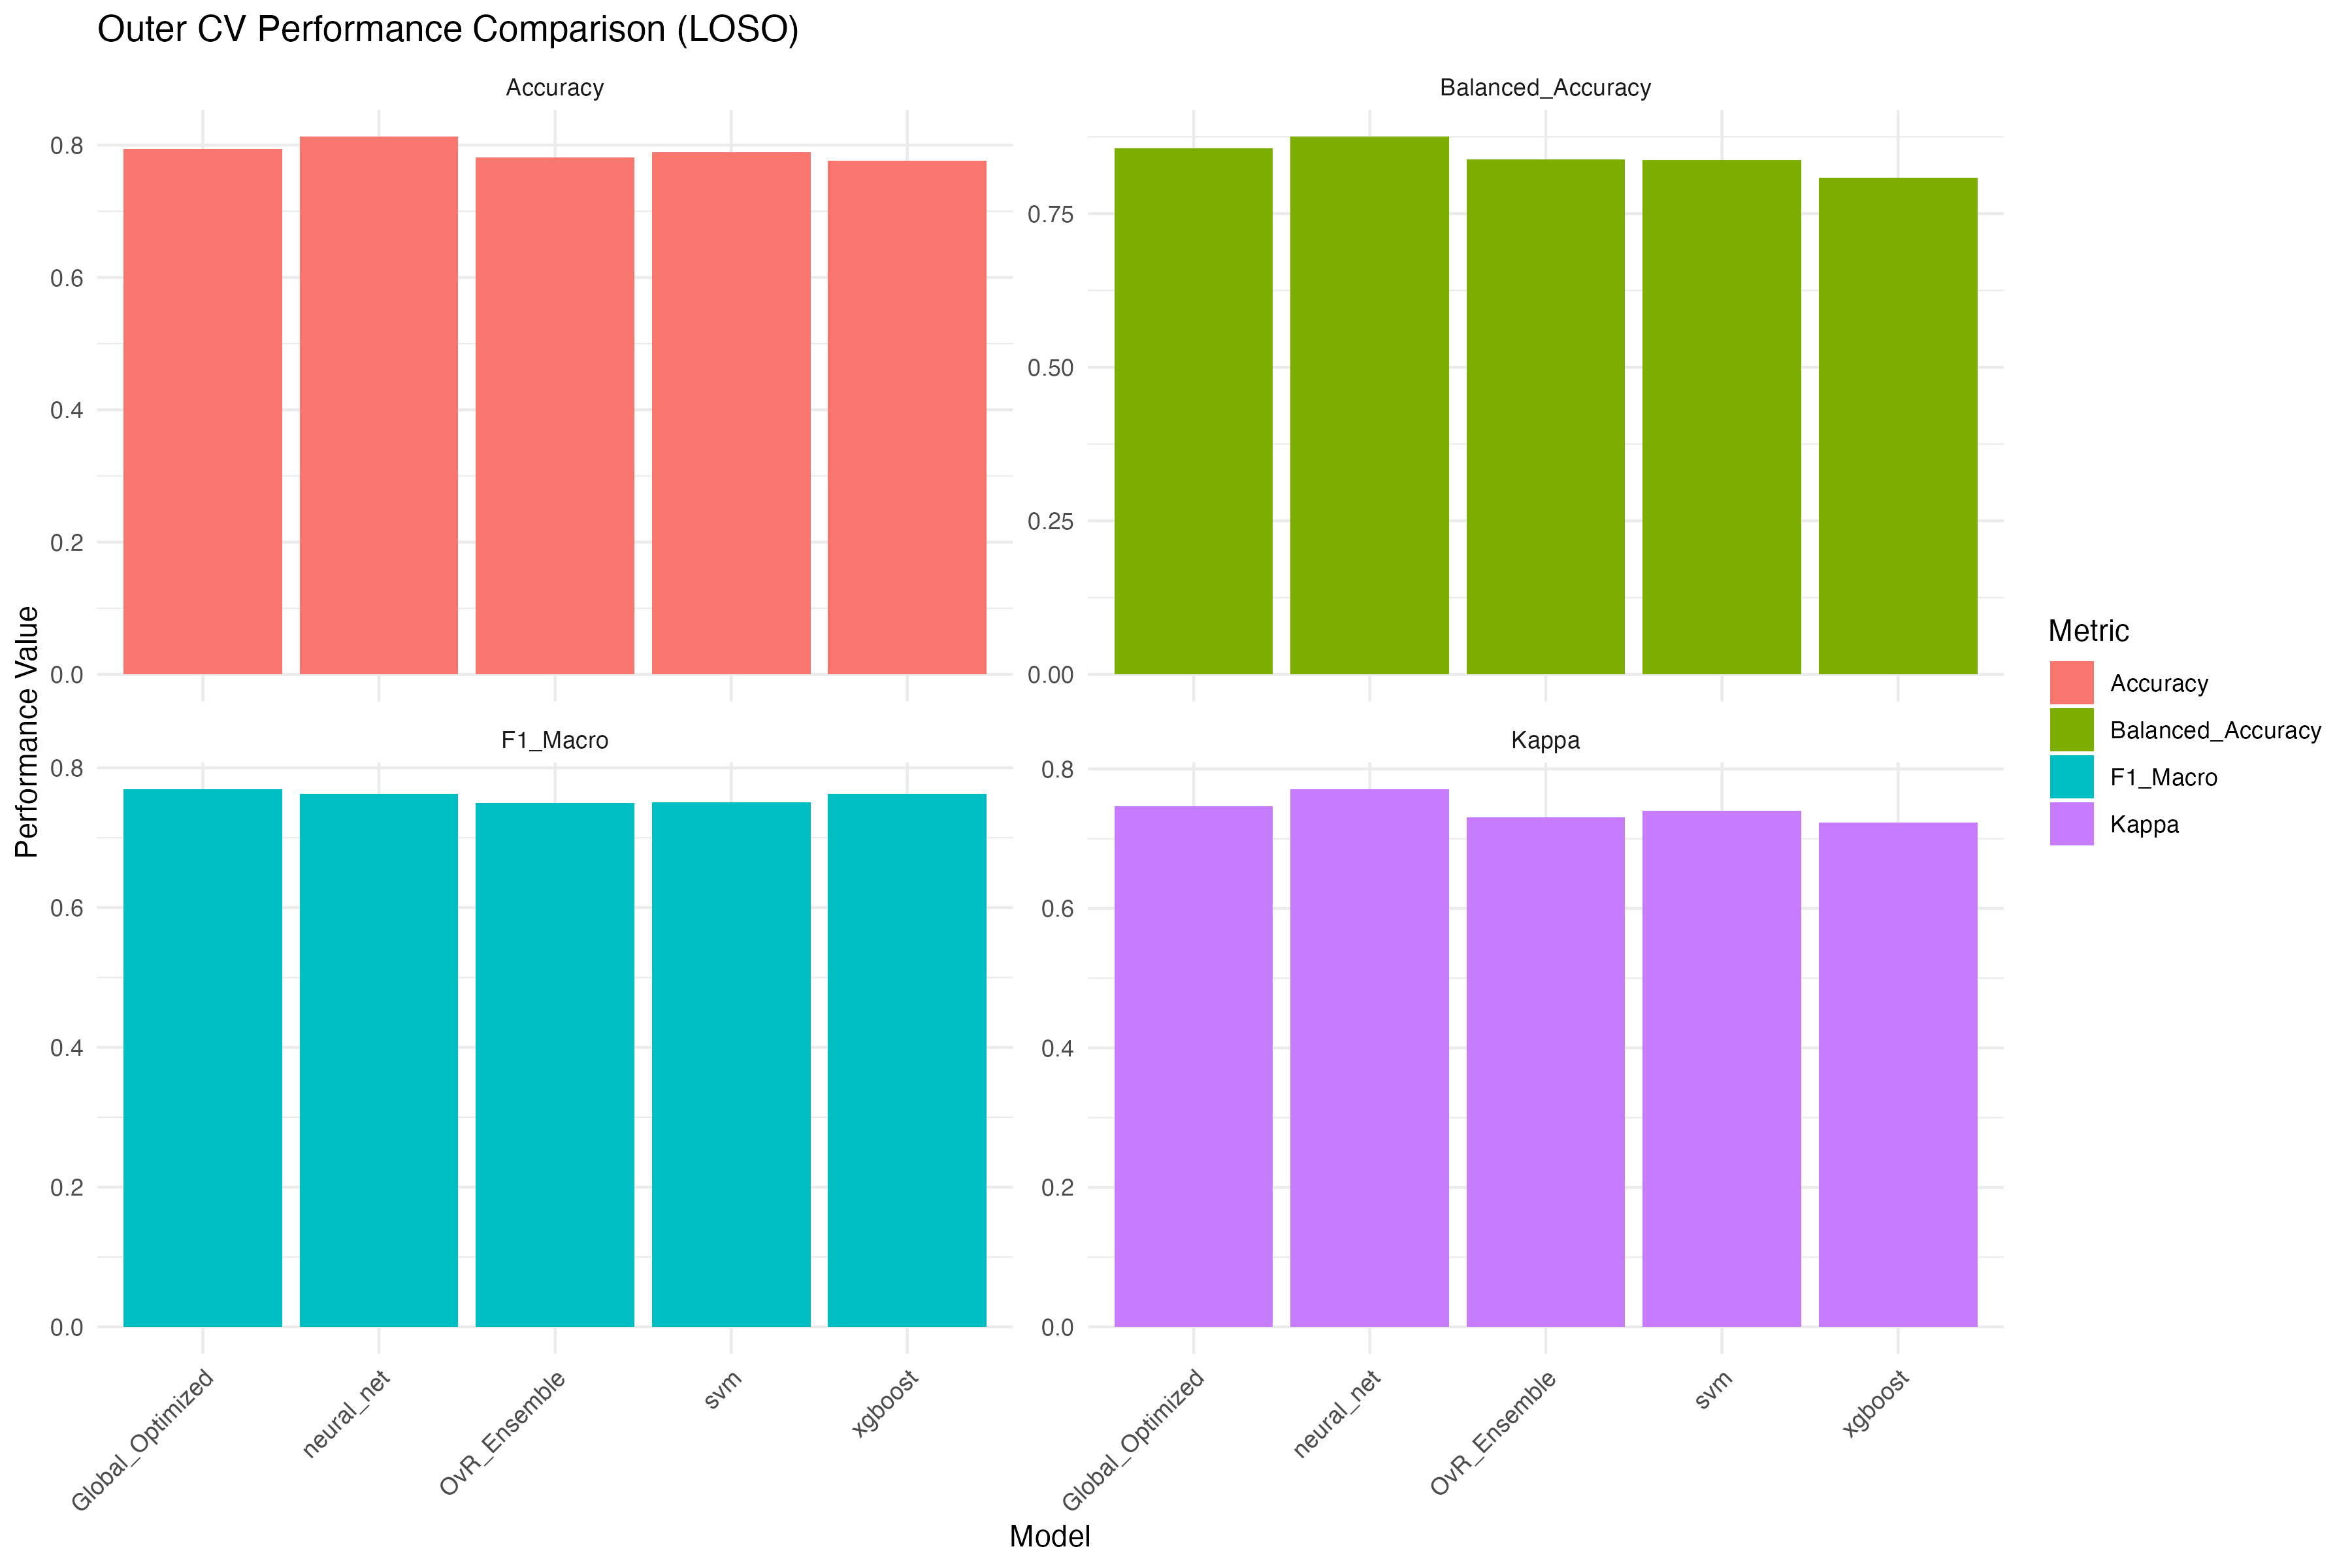 Outer CV Performance Comparison (LOSO)
Accuracy
Balanced_Accuracy
0.8
0.6
0.4
0.2
0.0
0.75
0.50
0.25
0.00
F1_Macro
Kappa
0.8
0.6
0.4
0.2
0.0
0.8
0.6
0.4
0.2
0.0
Global_Optimized
neural_net
OvR_Ensemble
svm
xgboost
Global_Optimized
neural_net
OvR_Ensemble
svm
xgboost
Model
Performance Value
Metric
Accuracy
Balanced_Accuracy
F1_Macro
Kappa